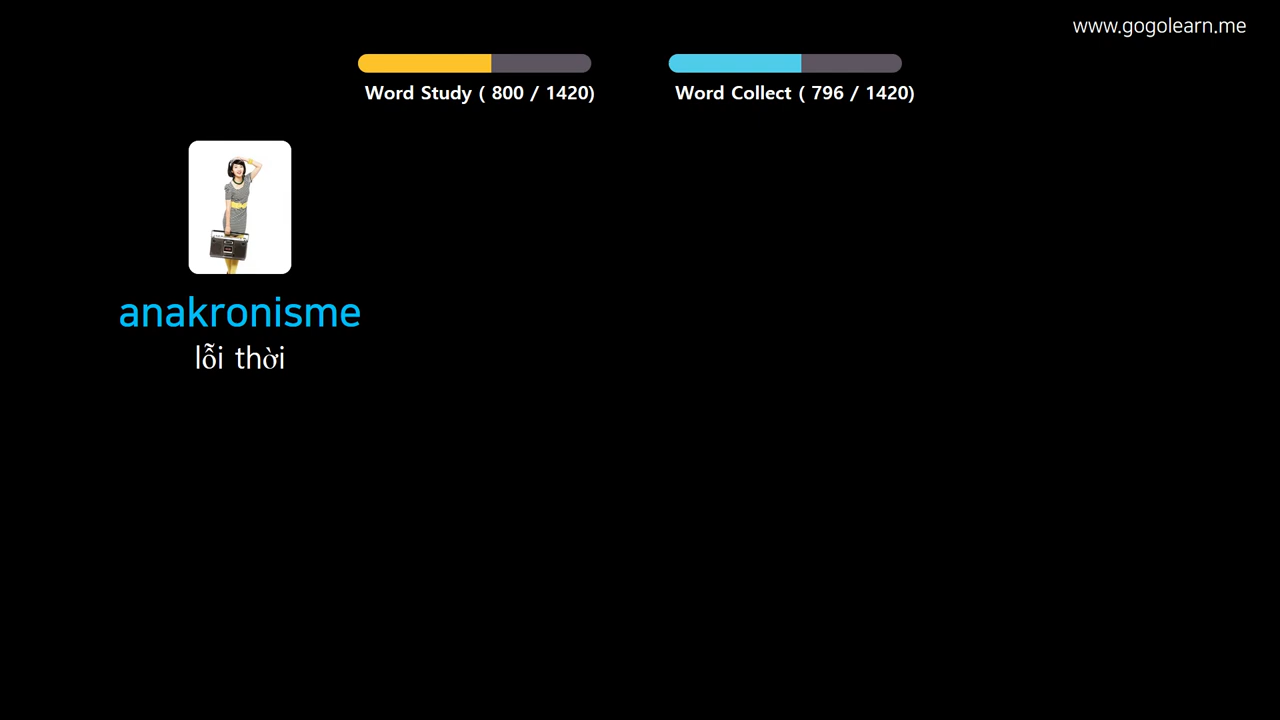 www.gogolearn.me
Word Study ( 800 / 1420)
Word Collect ( 796 / 1420)
anakronisme
lỗi thời